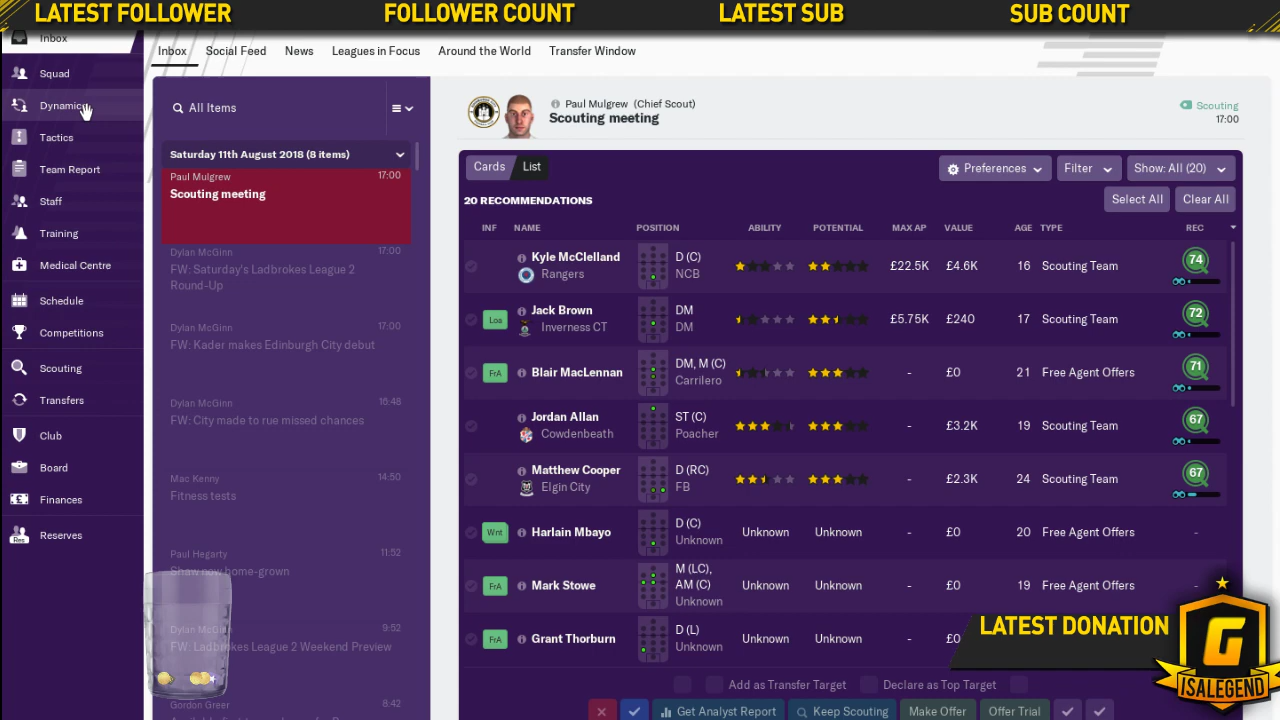 LATEST FOLLOWER
FOLLOWER COUNT
LATEST SUB
SUB COUNT
Inbox
Squad
Dynamics
Tactics
Team Report
Staff
Training
Medical Centre
Schedule
Competitions
Scouting
Transfers
Club
Board
Finances
Res
Reserves
Inbox
Social Feed
News
Leagues in Focus
Around the World
Transfer Window
All Items
Saturday 11th August 2018 (8 items)
Paul Mulgrew 17:00
Scouting meeting
Dylan McGinn 17:00
FW: Saturday's Ladbrokes League 2
Round-Up
Dylan McGinn 17:00
FW: Kader makes Edinburgh City debut
Dylan McGinn 16:48
FW: City made to rue missed chances
Mac Kenny 14:50
Fitness tests
Paul Hegarty 11:52
Shaw now home-grown
Dylan McGinn 9:52
FW: Ladbrokes League 2 Weekend Preview
Gordon Greer 8:42
Paul Mulgrew (Chief Scout)
Scouting meeting
Scouting
17:00
Cards
List
Preferences
Filter
Show: All (20)
20 RECOMMENDATIONS
Select All
Clear All
INF NAME POSITION ABILITY POTENTIAL MAX AP VALUE AGE TYPE REC
Kyle McClelland D (C) £22.5K £4.6K 16 Scouting Team 74
Rangers NCB
Loa Jack Brown DM £5.75K £240 17 Scouting Team 72
Inverness CT DM
FrA Blair MacLennan DM, M (C) - £0 21 Free Agent Offers 71
Carrilero
Jordan Allan ST (C) - £3.2K 19 Scouting Team 67
Cowdenbeath Poacher
Matthew Cooper D (RC) - £2.3K 24 Scouting Team 67
Elgin City FB
Wnt Harlain Mbayo D (C) Unknown Unknown - £0 20 Free Agent Offers -
Unknown
FrA Mark Stowe M (LC), Unknown Unknown - £0 19 Free Agent Offers
AM (C)
Unknown
FrA Grant Thorburn D (L) Unknown Unknown - £0
Unknown
Add as Transfer Target
Declare as Top Target
Get Analyst Report
Keep Scouting
Make Offer
Offer Trial
LATEST DONATION
G
ISALEGEND